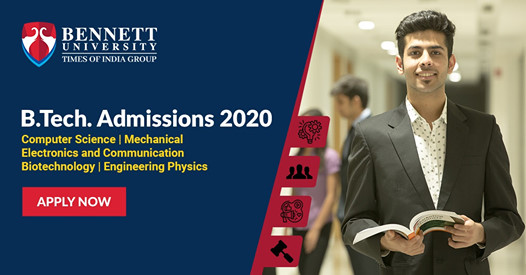 BENNETT
UNIVERSITY
TIMES OF INDIA GROUP
B.Tech. Admissions 2020
Computer Science | Mechanical
Electronics and Communication
Biotechnology | Engineering Physics
APPLY NOW